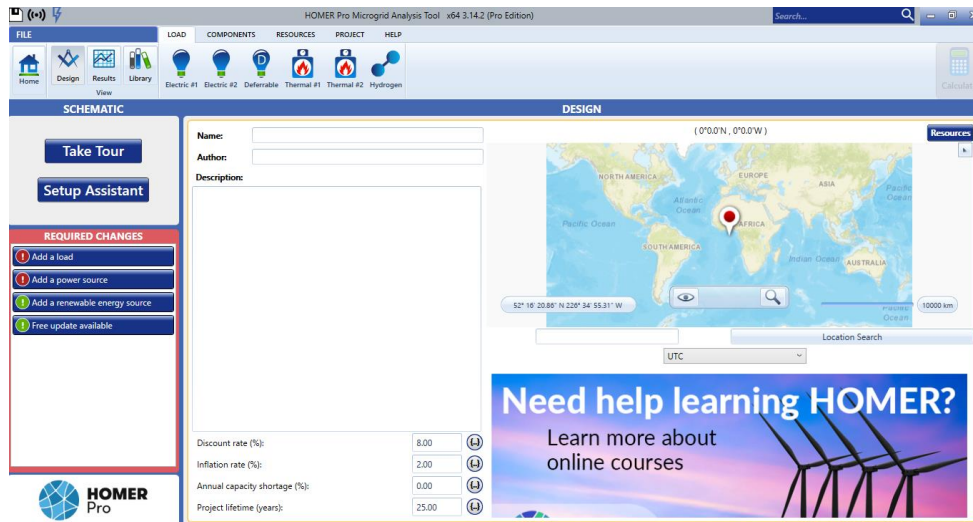 HOMER Pro Microgrid Analysis Tool x64 3.14.2 (Pro Edition)
Search...
FILE
LOAD COMPONENTS RESOURCES PROJECT HELP
Home
Design Results Library
View
Electric #1 Electric #2 Deferrable Thermal #1 Thermal #2 Hydrogen
D
Calculate
SCHEMATIC
DESIGN
Take Tour
Setup Assistant
REQUIRED CHANGES
Add a load
Add a power source
Add a renewable energy source
Free update available
HOMER
Pro
Name:
Author:
Description:
Discount rate (%): 8.00 {..}
Inflation rate (%): 2.00 {..}
Annual capacity shortage (%): 0.00 {..}
Project lifetime (years): 25.00 {..}
( 0°0.0'N , 0°0.0'W )
Resources
NORTH AMERICA
EUROPE
ASIA
Atlantic
Ocean
Pacific
Ocean
Pacific Ocean
AFRICA
SOUTH AMERICA
Indian Ocean
AUSTRALIA
52° 16' 20.86" N 226° 34' 55.31" W
10000 km
Ocean
Location Search
UTC
Need help learning HOMER?
Learn more about
online courses